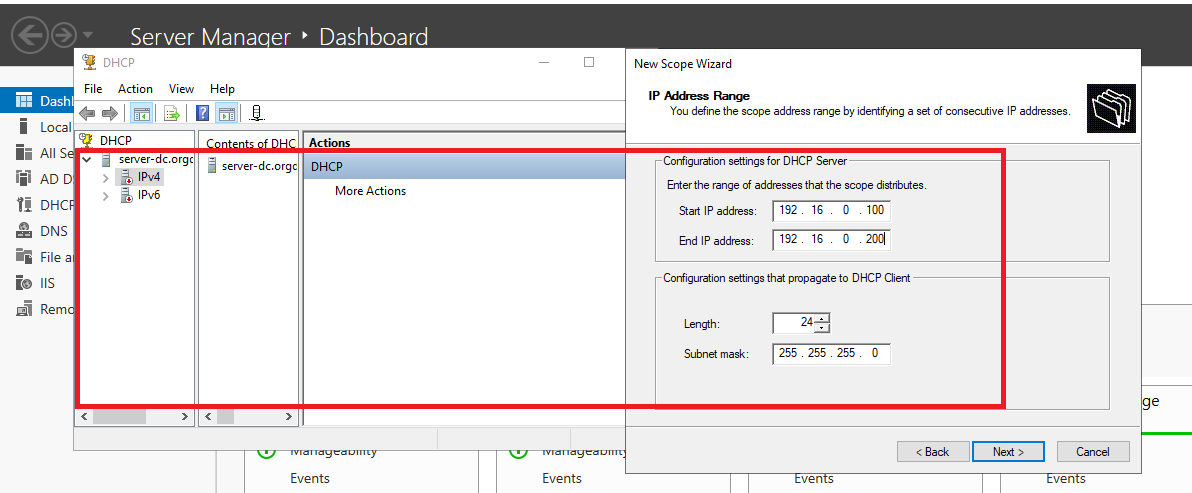 Server Manager ‣ Dashboard
DHCP
File Action View Help
DHCP
server-dc.orgc
IPv4
IPv6
Contents of DHC
server-dc.orgc
Actions
DHCP
More Actions
Local
All Se
AD D
DHCP
DNS
File a
IIS
New Scope Wizard
IP Address Range
You define the scope address range by identifying a set of consecutive IP addresses.
Configuration settings for DHCP Server
Enter the range of addresses that the scope distributes.
Start IP address: 192 . 16 . 0 . 100
End IP address: 192 . 16 . 0 . 200
Configuration settings that propagate to DHCP Client
Length: 24
Subnet mask: 255 . 255 . 255 . 0
< Back Next > Cancel
Manageability
Manageability
Events
Events
Events
Events